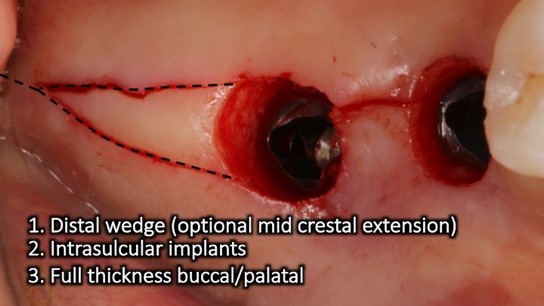 1. Distal wedge (optional mid crestal extension)
2. Intrasulcular implants
3. Full thickness buccal/palatal